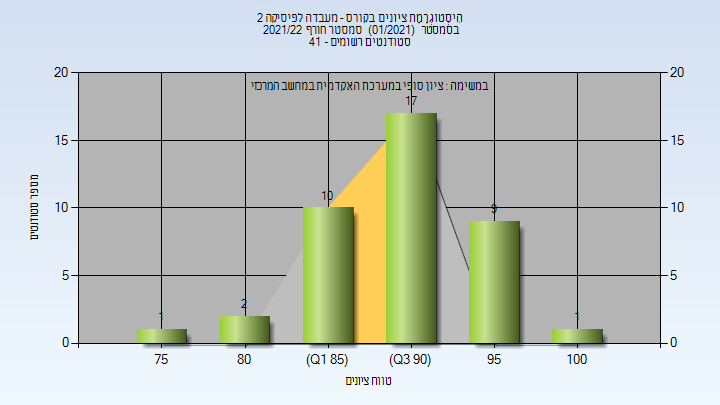 הִיסְטוֹגְרָמַת ציונים בקורס - מעבדה לפיסיקה 2
בסמסטר (01/2021) סמסטר חורף 2021/22
סטודנטים רשומים - 41
במשימה : ציון סופי במערכת האקדמית במחשב המרכזי
20
15
10
5
0
20
15
10
5
0
מספר סטודנטים
1
2
10
17
9
1
75
80
(Q1 85)
(Q3 90)
95
100
טווח ציונים